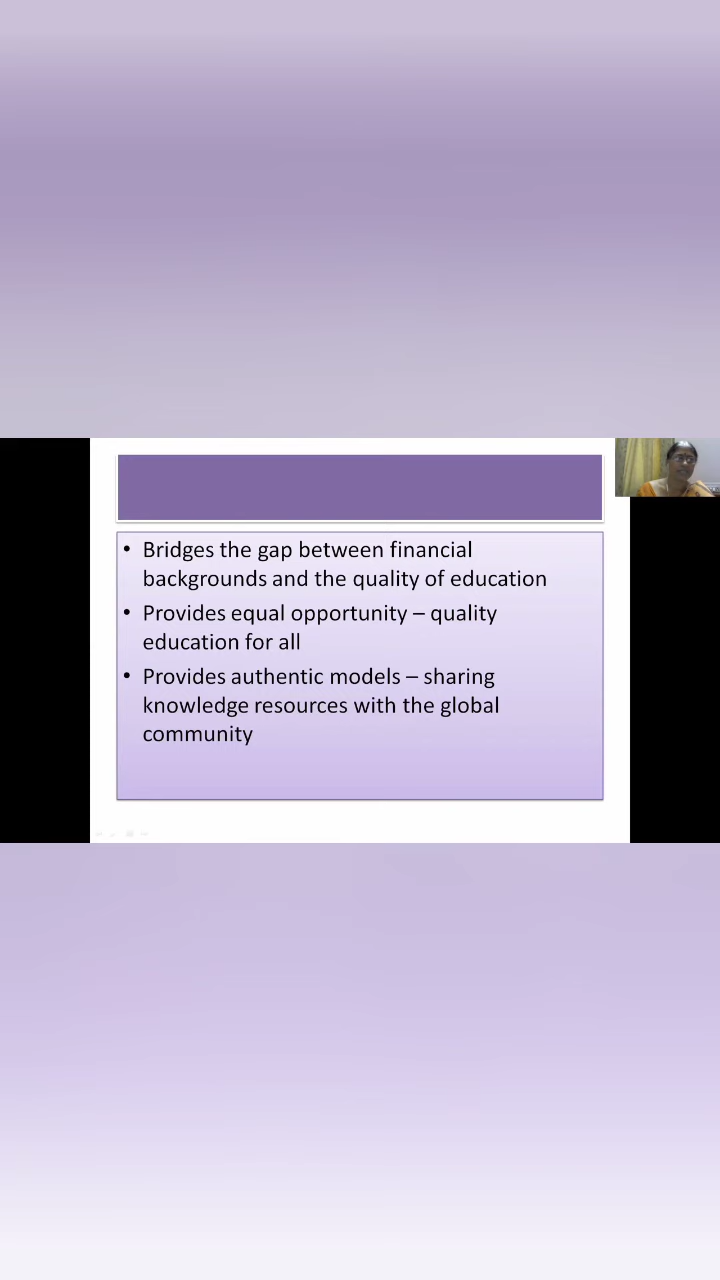 • Bridges the gap between financial
backgrounds and the quality of education
• Provides equal opportunity – quality
education for all
• Provides authentic models – sharing
knowledge resources with the global
community